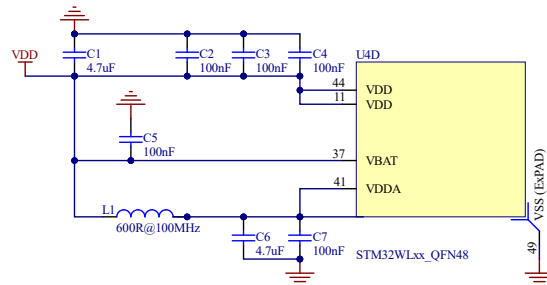 VDD
C1
4.7uF
C2
100nF
C3
100nF
C4
100nF
U4D
44
VDD
11
VDD
C5
100nF
37
VBAT
41
VDDA
L1
600R@100MHz
C6
4.7uF
C7
100nF
STM32WLxx_QFN48
VSS (ExPAD)
49